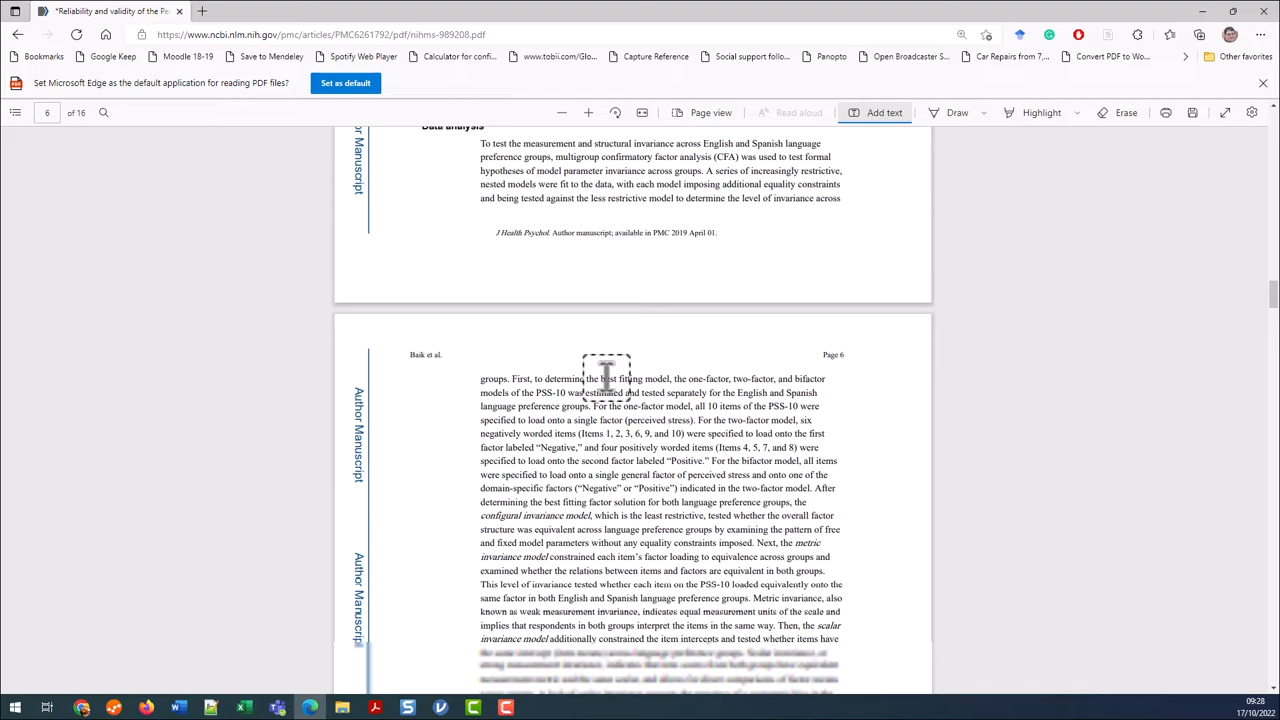 *Reliability and validity of the Pe
https://www.ncbi.nlm.nih.gov/pmc/articles/PMC6261792/pdf/nihms-989208.pdf
Bookmarks Google Keep Moodle 18-19 Save to Mendeley Spotify Web Player Calculator for confi... www.tobii.com/Glo... Capture Reference Social support follo... Panopto Open Broadcaster S... Car Repairs from 7,... Convert PDF to Wo... Other favorites
Set Microsoft Edge as the default application for reading PDF files? Set as default
6 of 16 Page view Read aloud Add text Draw Highlight Erase
Data analysis
To test the measurement and structural invariance across English and Spanish language
preference groups, multigroup confirmatory factor analysis (CFA) was used to test formal
hypotheses of model parameter invariance across groups. A series of increasingly restrictive,
nested models were fit to the data, with each model imposing additional equality constraints
and being tested against the less restrictive model to determine the level of invariance across
or Manuscript
J Health Psychol. Author manuscript; available in PMC 2019 April 01.
Baik et al. Page 6
groups. First, to determine the best fitting model, the one-factor, two-factor, and bifactor
models of the PSS-10 was estimated and tested separately for the English and Spanish
language preference groups. For the one-factor model, all 10 items of the PSS-10 were
specified to load onto a single factor (perceived stress). For the two-factor model, six
negatively worded items (Items 1, 2, 3, 6, 9, and 10) were specified to load onto the first
factor labeled “Negative,” and four positively worded items (Items 4, 5, 7, and 8) were
specified to load onto the second factor labeled “Positive.” For the bifactor model, all items
were specified to load onto a single general factor of perceived stress and onto one of the
domain-specific factors (“Negative” or “Positive”) indicated in the two-factor model. After
determining the best fitting factor solution for both language preference groups, the
configural invariance model, which is the least restrictive, tested whether the overall factor
structure was equivalent across language preference groups by examining the pattern of free
and fixed model parameters without any equality constraints imposed. Next, the metric
invariance model constrained each item’s factor loading to equivalence across groups and
examined whether the relations between items and factors are equivalent in both groups.
This level of invariance tested whether each item on the PSS-10 loaded equivalently onto the
same factor in both English and Spanish language preference groups. Metric invariance, also
known as weak measurement invariance, indicates equal measurement units of the scale and
implies that respondents in both groups interpret the items in the same way. Then, the scalar
invariance model additionally constrained the item intercepts and tested whether items have
Author Manuscript
Author Manuscrip
09:28
17/10/2022